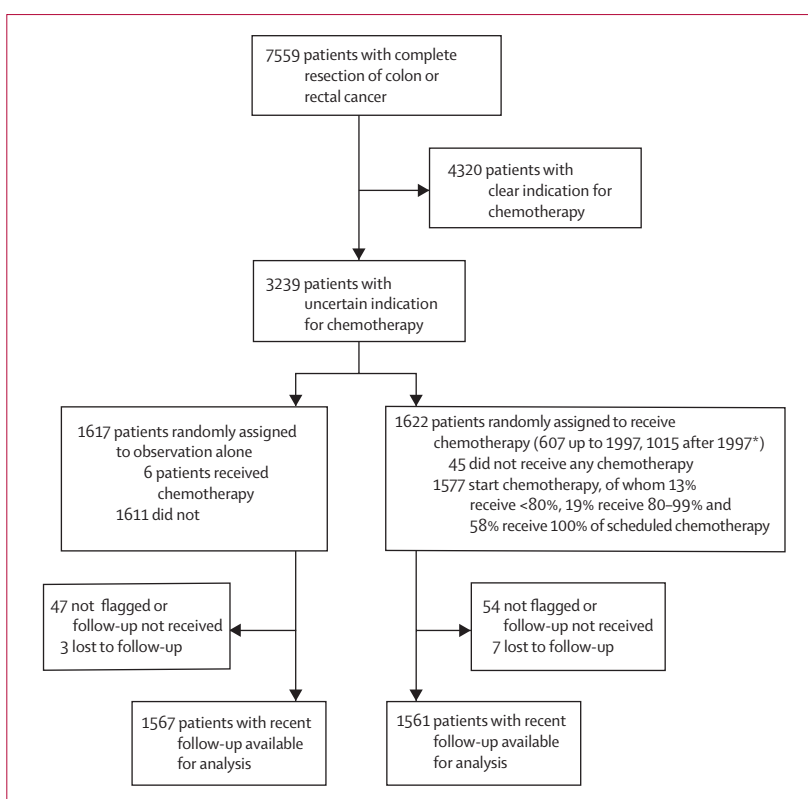 7559 patients with complete
resection of colon or
rectal cancer
4320 patients with
clear indication for
chemotherapy
3239 patients with
uncertain indication
for chemotherapy
1617 patients randomly assigned
to observation alone
6 patients received
chemotherapy
1611 did not
1622 patients randomly assigned to receive
chemotherapy (607 up to 1997, 1015 after 1997*)
45 did not receive any chemotherapy
1577 start chemotherapy, of whom 13%
receive <80%, 19% receive 80–99% and
58% receive 100% of scheduled chemotherapy
47 not flagged or
follow-up not received
3 lost to follow-up
54 not flagged or
follow-up not received
7 lost to follow-up
1567 patients with recent
follow-up available
for analysis
1561 patients with recent
follow-up available
for analysis